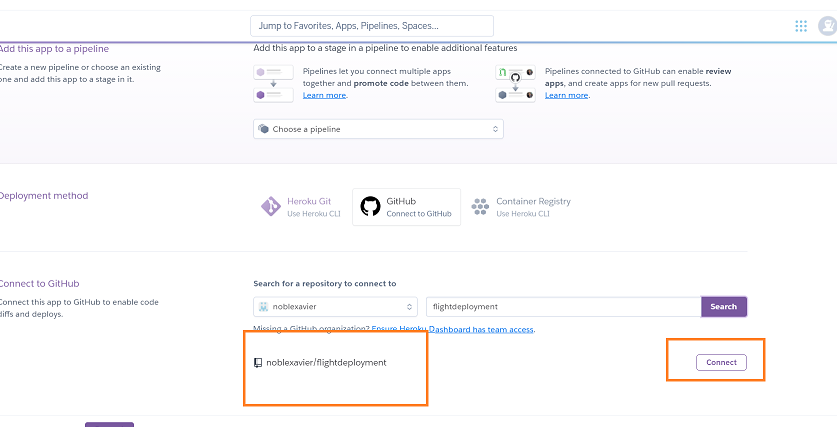 Jump to Favorites, Apps, Pipelines, Spaces...
Add this app to a pipeline
Create a new pipeline or choose an existing
one and add this app to a stage in it.
Add this app to a stage in a pipeline to enable additional features
Pipelines let you connect multiple apps
together and promote code between them.
Learn more.
Pipelines connected to GitHub can enable review
apps, and create apps for new pull requests.
Learn more.
Choose a pipeline
Deployment method
Heroku Git
Use Heroku CLI
GitHub
Connect to GitHub
Container Registry
Use Heroku CLI
Connect to GitHub
Connect this app to GitHub to enable code
diffs and deploys.
Search for a repository to connect to
noblexavier
flightdeployment
Search
Missing a GitHub organization? Ensure Heroku Dashboard has team access.
noblexavier/flightdeployment
Connect